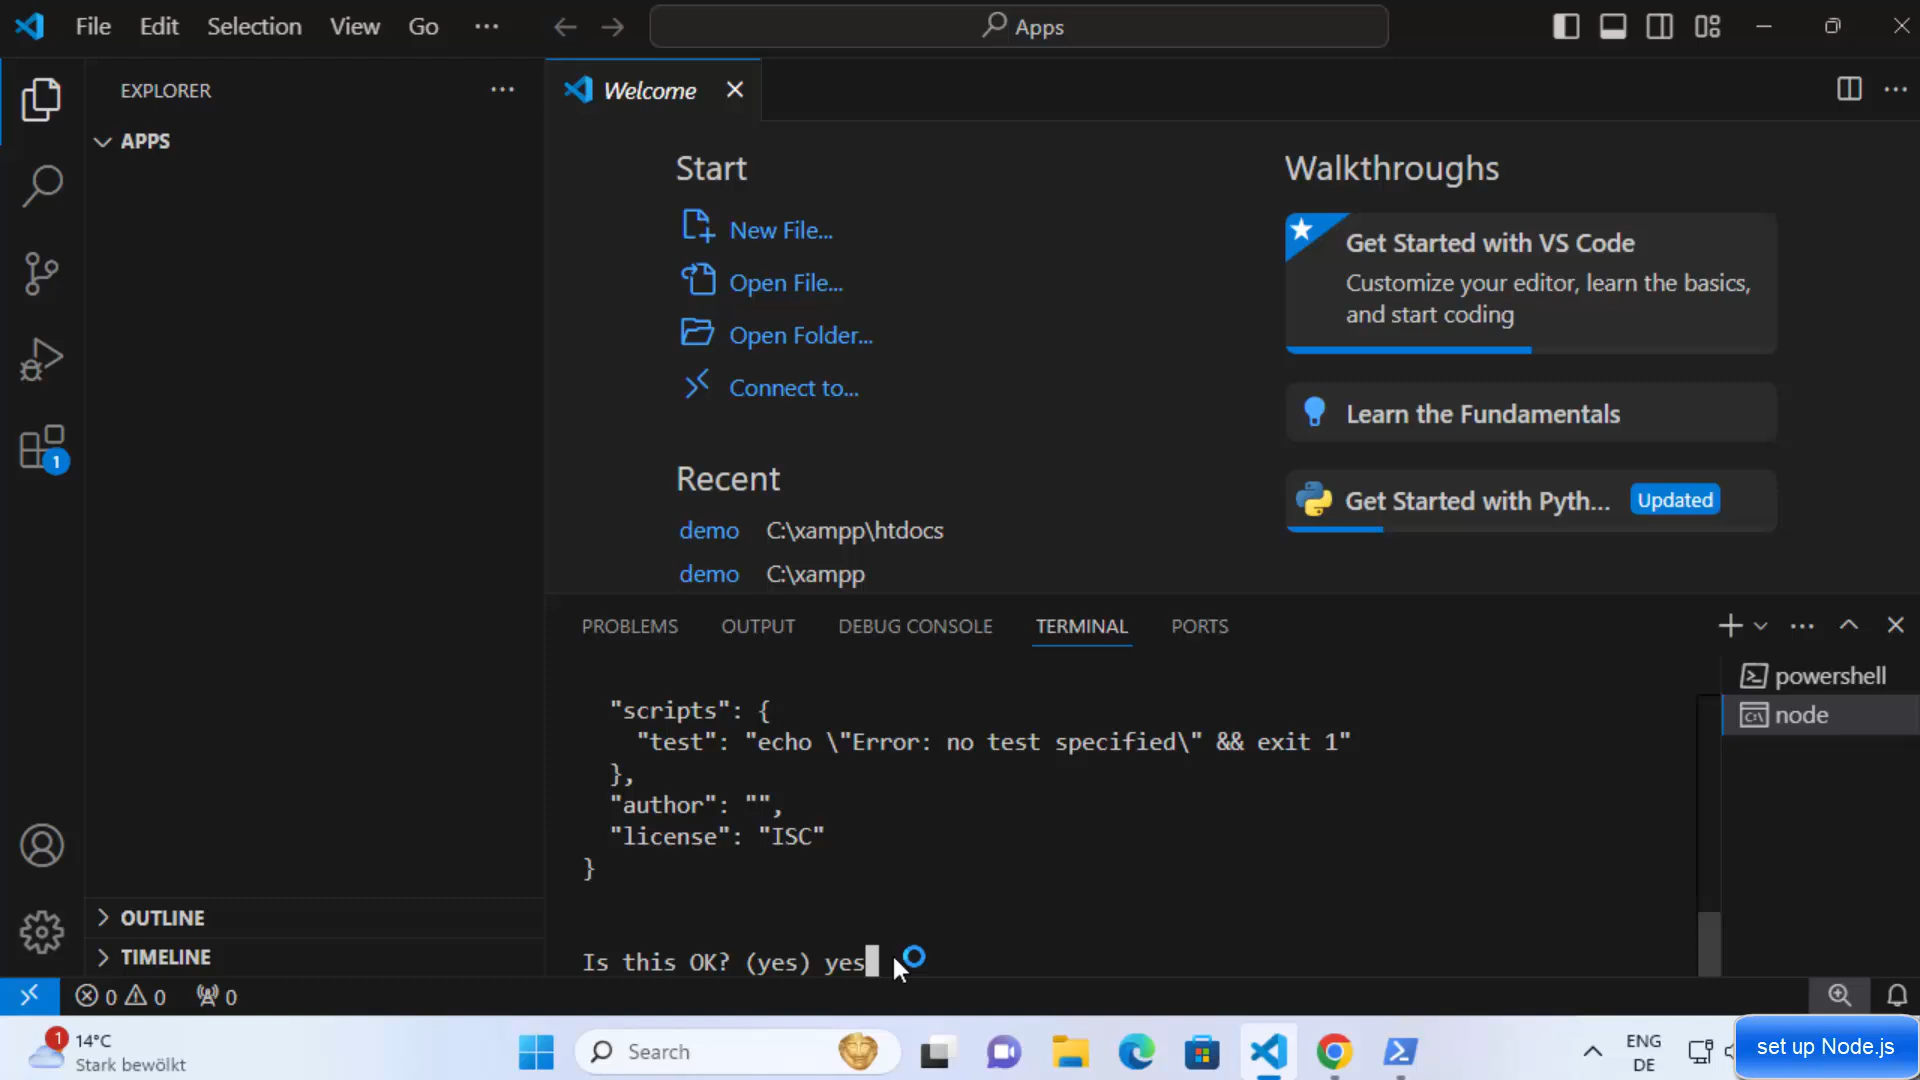 File Edit Selection View Go ···
Apps
EXPLORER ···
Welcome
APPS
Start
New File...
Open File...
Open Folder...
Connect to...
Recent
demo C:\xampp\htdocs
demo C:\xampp
Walkthroughs
Get Started with VS Code
Customize your editor, learn the basics,
and start coding
Learn the Fundamentals
Get Started with Pyth... Updated
1
PROBLEMS OUTPUT DEBUG CONSOLE TERMINAL PORTS
powershell
node
"scripts": {
"test": "echo \"Error: no test specified\" && exit 1"
},
"author": "",
"license": "ISC"
}
Is this OK? (yes) yes
OUTLINE
TIMELINE
0 0 0
1
14°C
Stark bewölkt
Search
ENG
DE
set up Node.js